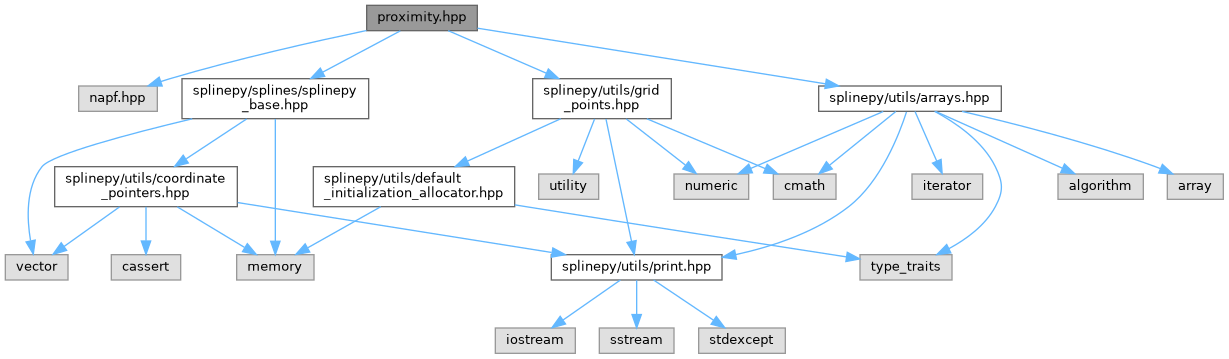 proximity.hpp
napf.hpp
splinepy/splines/splinepy
_base.hpp
splinepy/utils/grid
_points.hpp
splinepy/utils/arrays.hpp
splinepy/utils/coordinate
_pointers.hpp
splinepy/utils/default
_initialization_allocator.hpp
utility
numeric
cmath
iterator
algorithm
array
vector
cassert
memory
splinepy/utils/print.hpp
type_traits
iostream
sstream
stdexcept